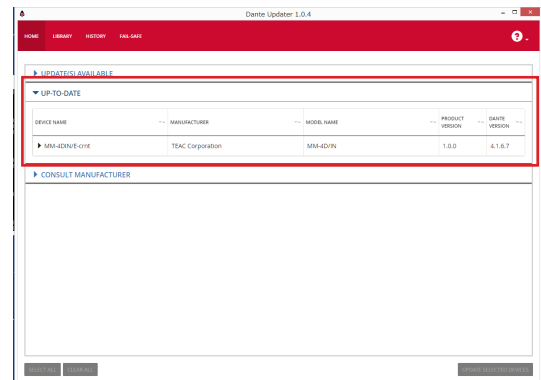 Dante Updater 1.0.4
HOME LIBRARY HISTORY FAIL-SAFE
?
UPDATE(S) AVAILABLE
UP-TO-DATE
DEVICE NAME MANUFACTURER MODEL NAME PRODUCT VERSION DANTE VERSION
MM-4DIN/E-crnt TEAC Corporation MM-4D/IN 1.0.0 4.1.6.7
CONSULT MANUFACTURER
SELECT ALL CLEAR ALL UPDATE SELECTED DEVICES